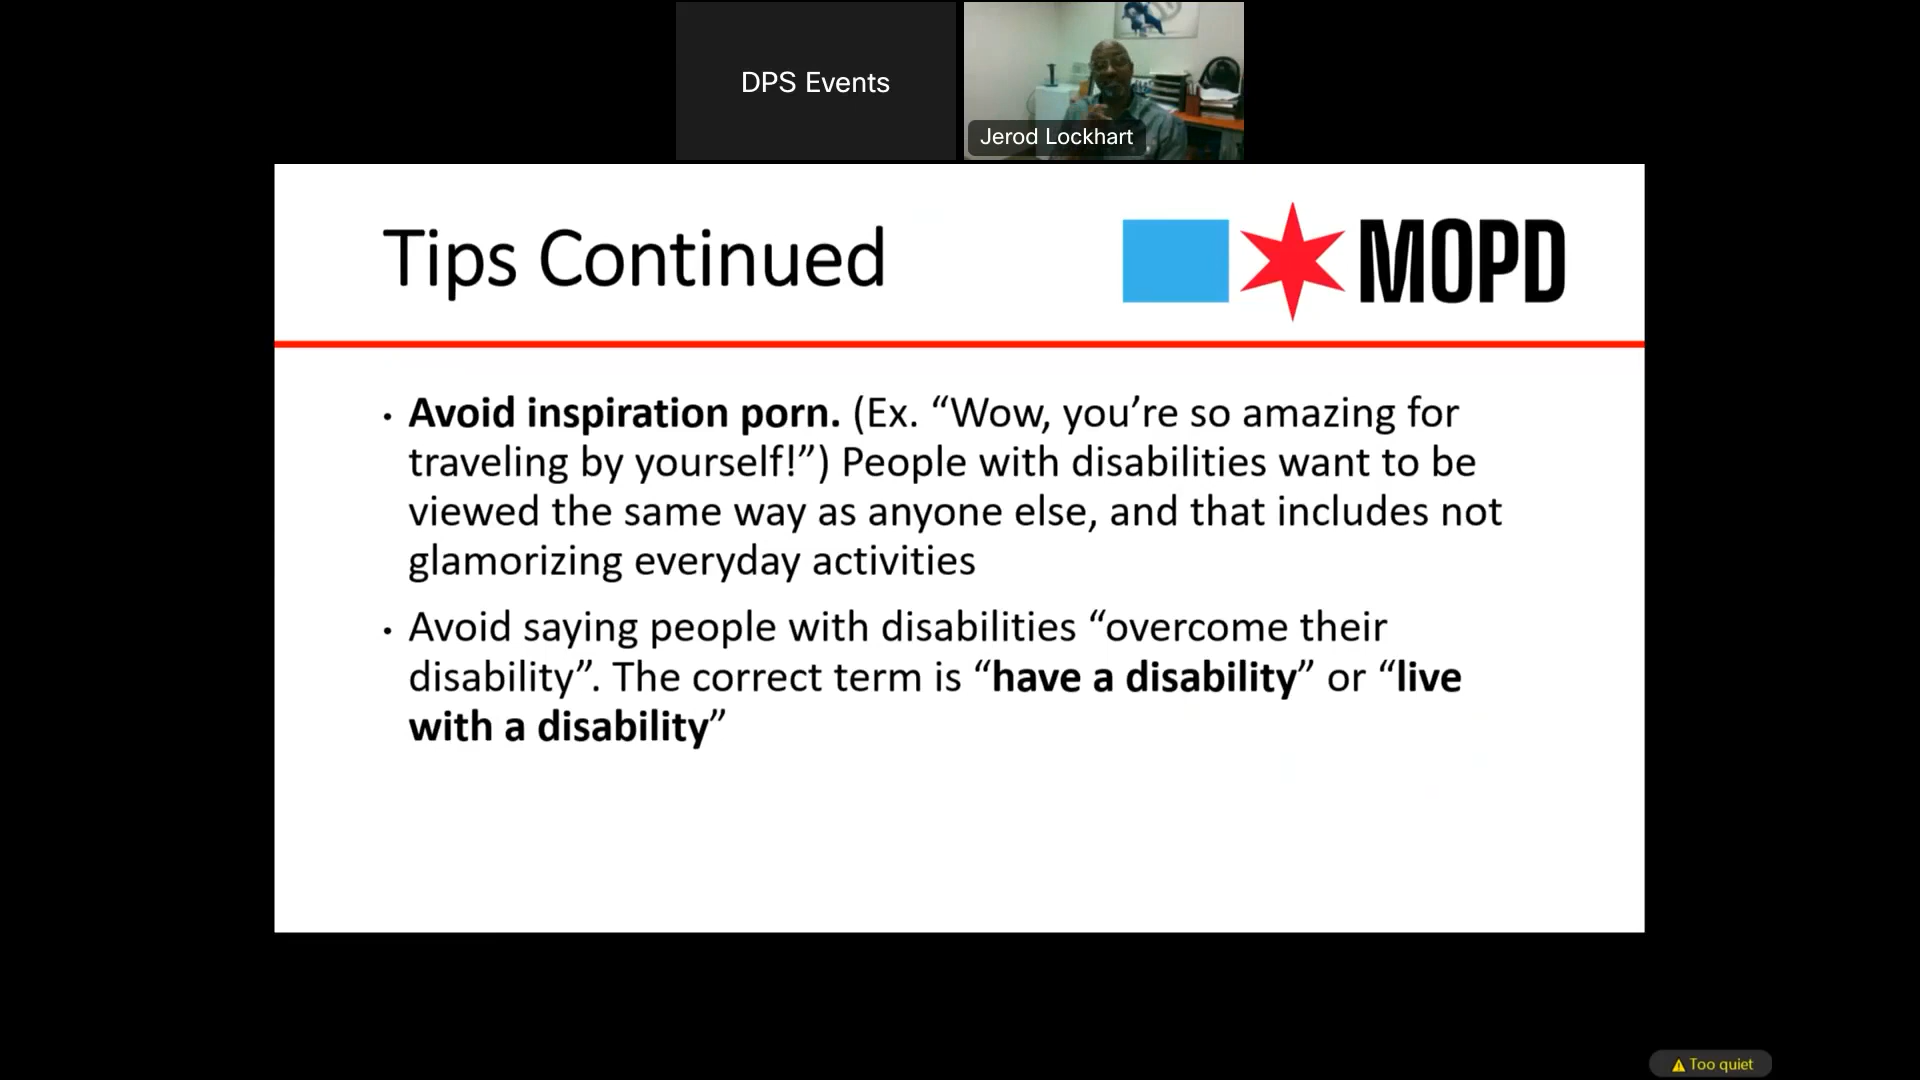 DPS Events
Jerod Lockhart
Tips Continued
MOPD
• Avoid inspiration porn. (Ex. “Wow, you’re so amazing for
traveling by yourself!”) People with disabilities want to be
viewed the same way as anyone else, and that includes not
glamorizing everyday activities
• Avoid saying people with disabilities “overcome their
disability”. The correct term is “have a disability” or “live
with a disability”
Too quiet